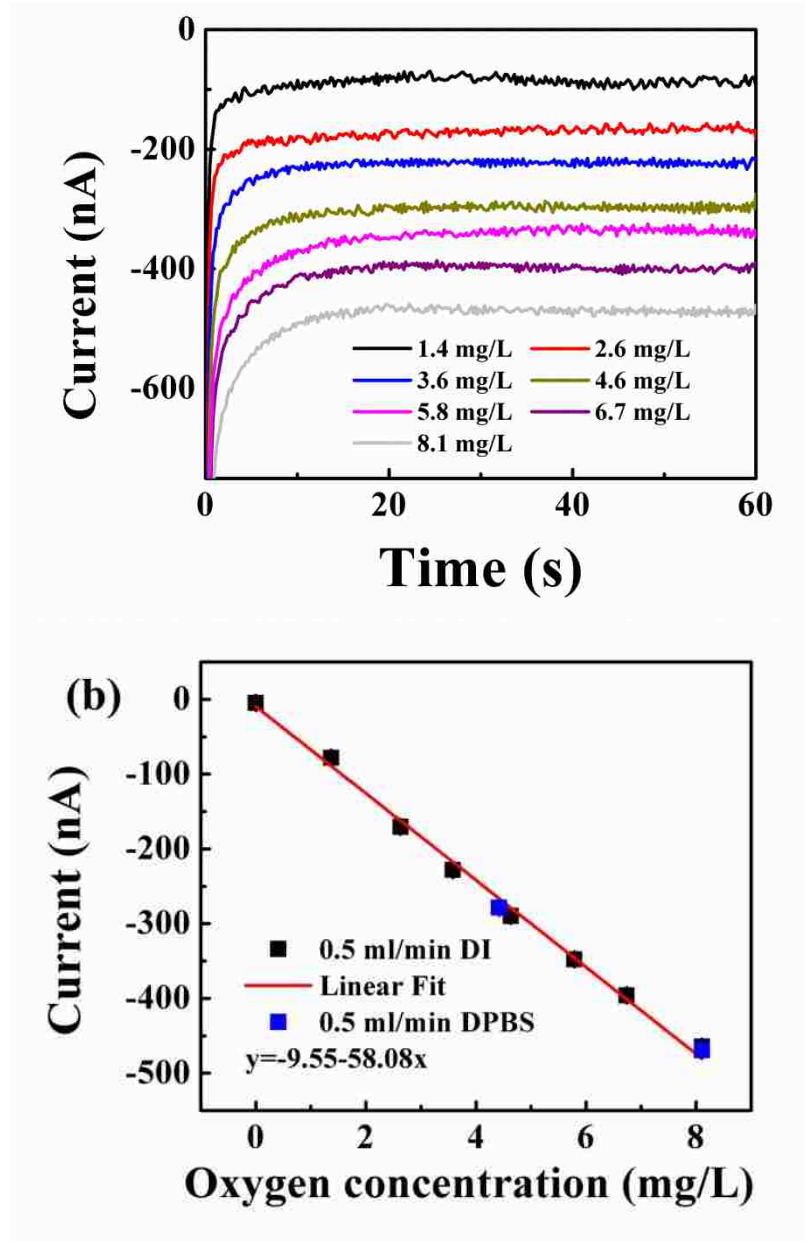 0
-200
-400
-600
Current (nA)
1.4 mg/L 2.6 mg/L
3.6 mg/L 4.6 mg/L
5.8 mg/L 6.7 mg/L
8.1 mg/L
0 20 40 60
Time (s)
(b)
0
-100
-200
-300
-400
-500
Current (nA)
0.5 ml/min DI
Linear Fit
0.5 ml/min DPBS
y=-9.55-58.08x
0 2 4 6 8
Oxygen concentration (mg/L)